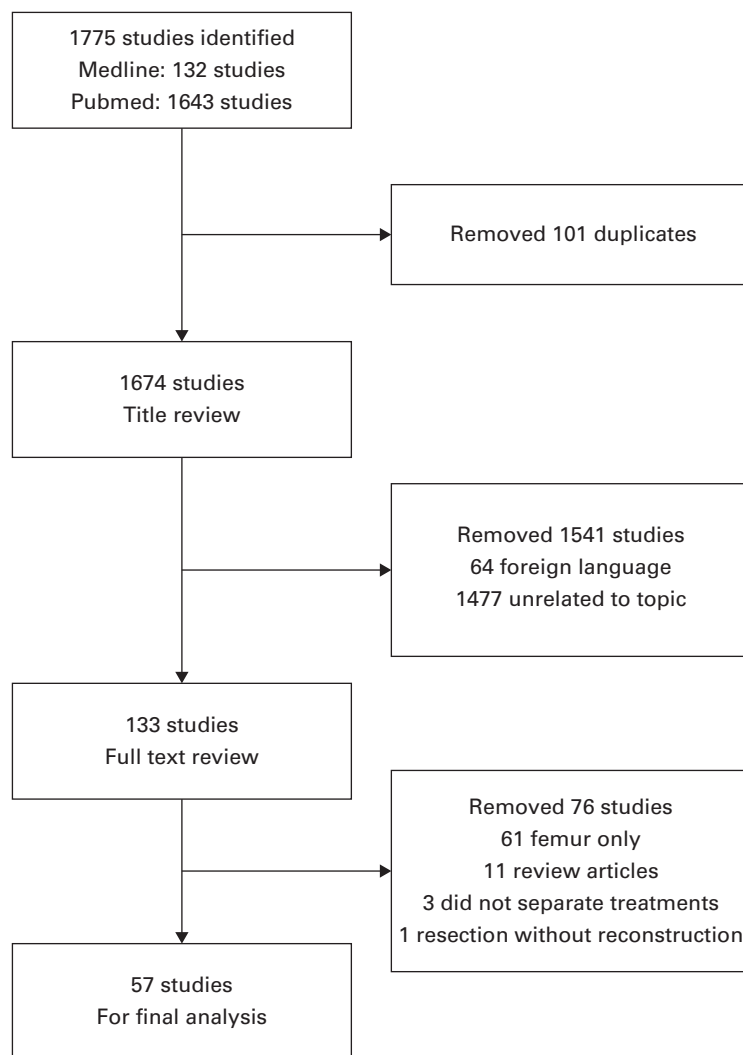 1775 studies identified
Medline: 132 studies
Pubmed: 1643 studies
Removed 101 duplicates
1674 studies
Title review
Removed 1541 studies
64 foreign language
1477 unrelated to topic
133 studies
Full text review
Removed 76 studies
61 femur only
11 review articles
3 did not separate treatments
1 resection without reconstruction
57 studies
For final analysis